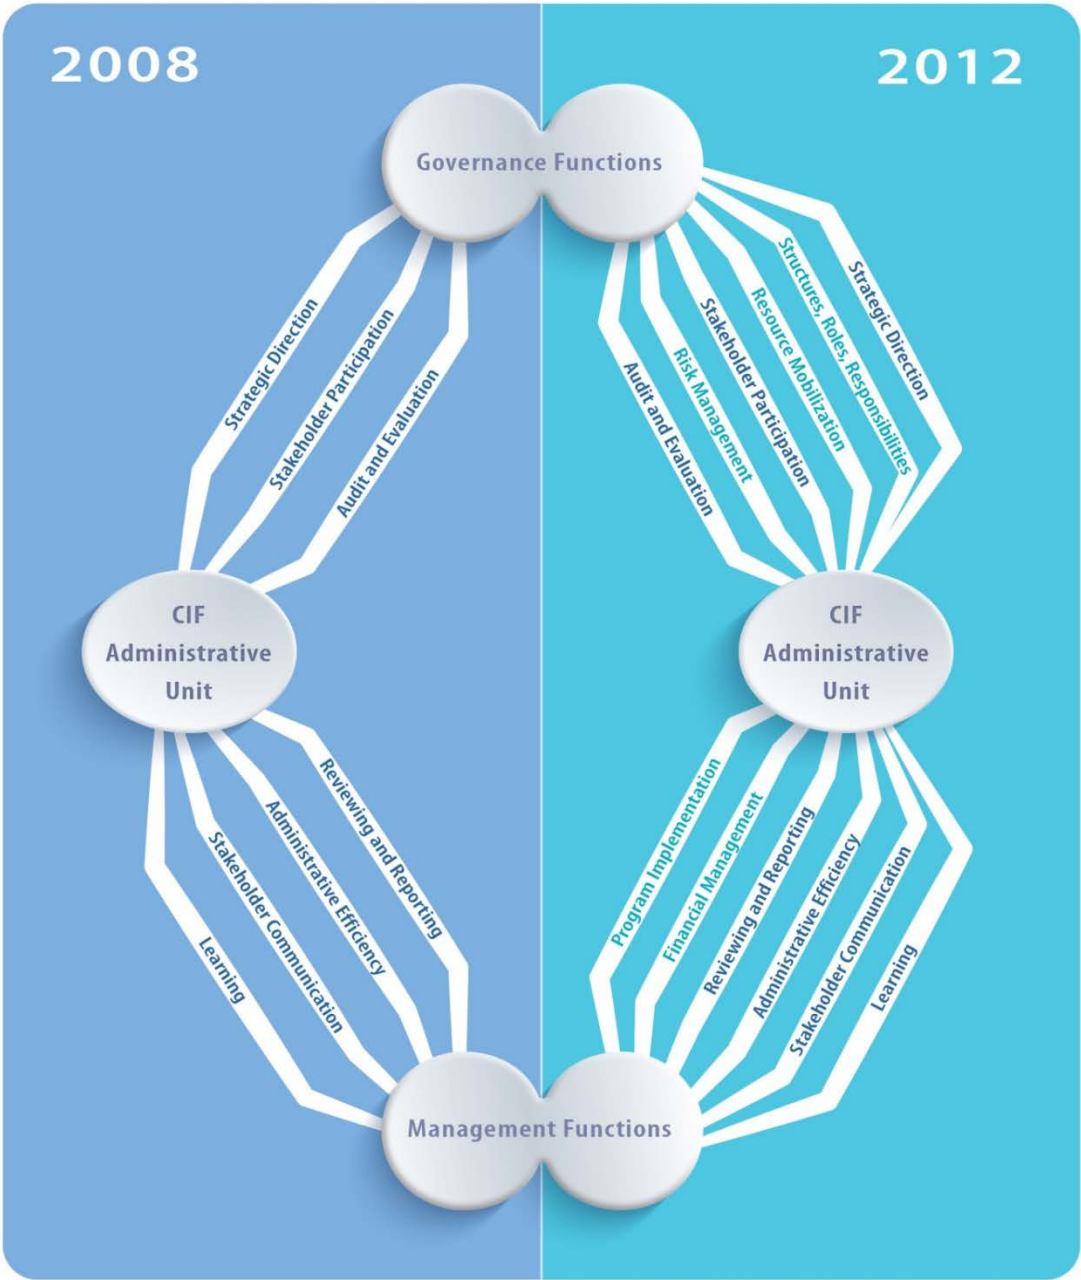 2008
2012
Governance Functions
Strategic Direction
Stakeholder Participation
Audit and Evaluation
Audit and Evaluation
Risk Management
Stakeholder Participation
Resource Mobilization
Structures, Roles, Responsibilities
Strategic Direction
CIF
Administrative
Unit
CIF
Administrative
Unit
Learning
Stakeholder Communication
Administrative Efficiency
Reviewing and Reporting
Program Implementation
Financial Management
Reviewing and Reporting
Administrative Efficiency
Stakeholder Communication
Learning
Management Functions